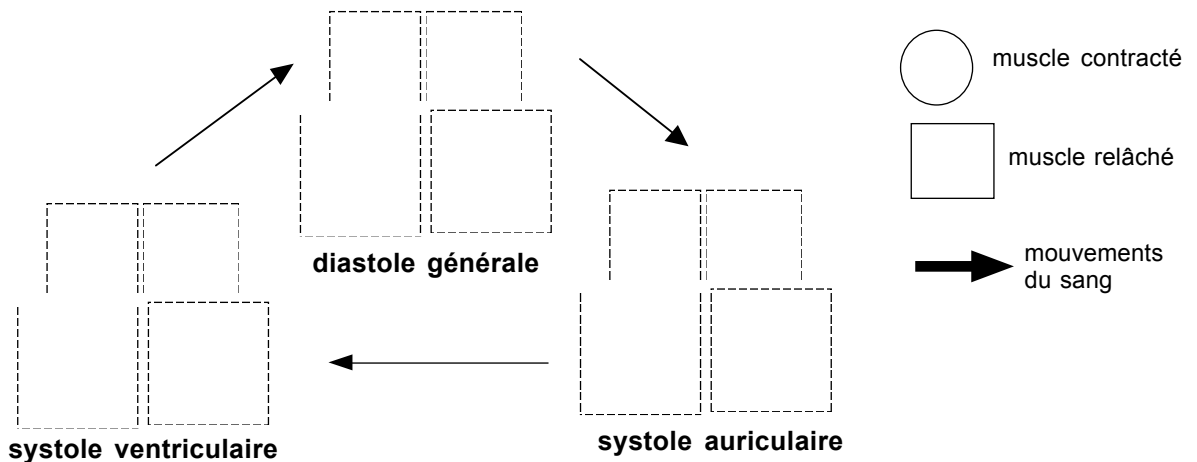 muscle contracté
muscle relâché
mouvements
du sang
diastole générale
systole auriculaire
systole ventriculaire